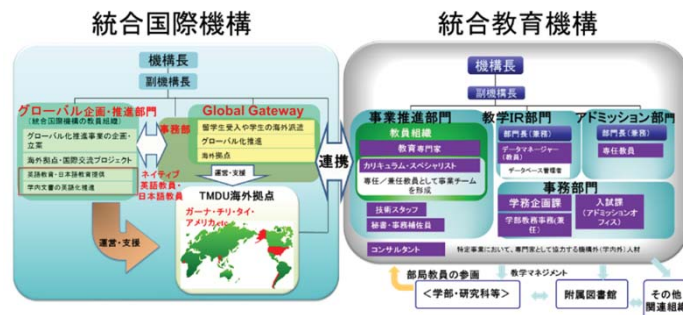 統合国際機構
機構長
副機構長
グローバル企画・推進部門
(統合国際機構の教員組織)
グローバル化推進事業の企画・
立案
海外拠点・国際交流プロジェクト
英語教育・日本語教育提供
学内文書の英語化推進
事務部
ネイティブ
英語教員・
日本語教員
Global Gateway
留学生受入や学生の海外派遣
グローバル化推進
海外拠点
運営・支援
運営・支援
TMDU海外拠点
ガーナ・チリ・タイ・
アメリカetc
連携
統合教育機構
機構長
副機構長
事業推進部門
教員組織
教育専門家
カリキュラム・スペシャリスト
専任/兼任教員として事業チーム
を形成
技術スタッフ
秘書・事務補佐員
コンサルタント
特定事業において、専門家として協力する機構外(学内外)人材
教学IR部門
部門長(兼務)
データマネージャー
(教員)
データベース管理者
アドミッション部門
部門長(兼務)
専任教員
事務部門
学務企画課
学部教務事務(兼
任)
入試課
(アドミッションオ
フィス)
部局教員の参画
教学マネジメント
<学部・研究科等>
附属図書館
その他
関連組織